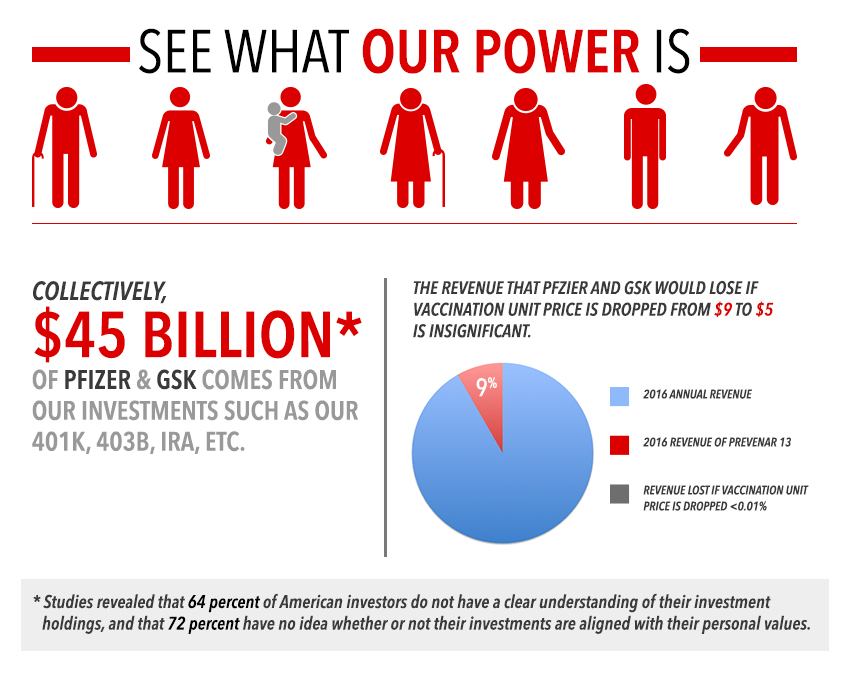 SEE WHAT OUR POWER IS
COLLECTIVELY,
$45 BILLION*
OF PFIZER & GSK COMES FROM
OUR INVESTMENTS SUCH AS OUR
401K, 403B, IRA, ETC.
THE REVENUE THAT PFZIER AND GSK WOULD LOSE IF
VACCINATION UNIT PRICE IS DROPPED FROM $9 TO $5
IS INSIGNIFICANT.
9%
2016 ANNUAL REVENUE
2016 REVENUE OF PREVENAR 13
REVENUE LOST IF VACCINATION UNIT
PRICE IS DROPPED <0.01%
* Studies revealed that 64 percent of American investors do not have a clear understanding of their investment
holdings, and that 72 percent have no idea whether or not their investments are aligned with their personal values.